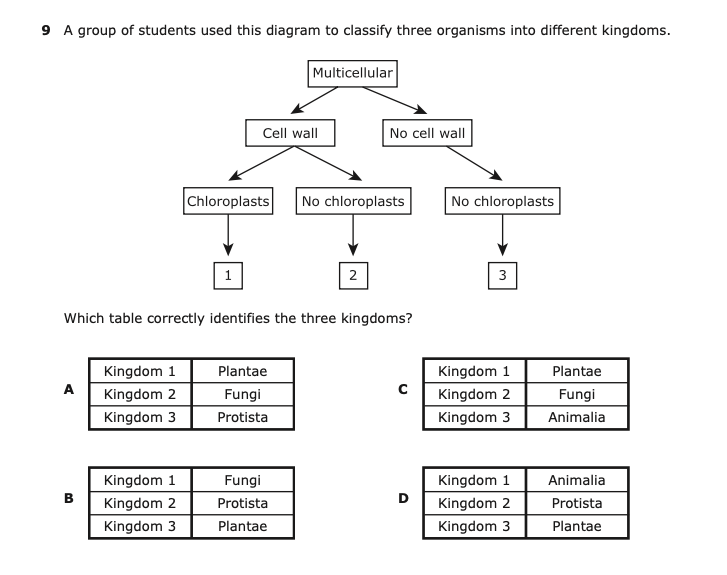 9 A group of students used this diagram to classify three organisms into different kingdoms.
Multicellular
Cell wall
No cell wall
Chloroplasts
No chloroplasts
No chloroplasts
1
2
3
Which table correctly identifies the three kingdoms?
A
Kingdom 1 Plantae
Kingdom 2 Fungi
Kingdom 3 Protista
B
Kingdom 1 Fungi
Kingdom 2 Protista
Kingdom 3 Plantae
C
Kingdom 1 Plantae
Kingdom 2 Fungi
Kingdom 3 Animalia
D
Kingdom 1 Animalia
Kingdom 2 Protista
Kingdom 3 Plantae